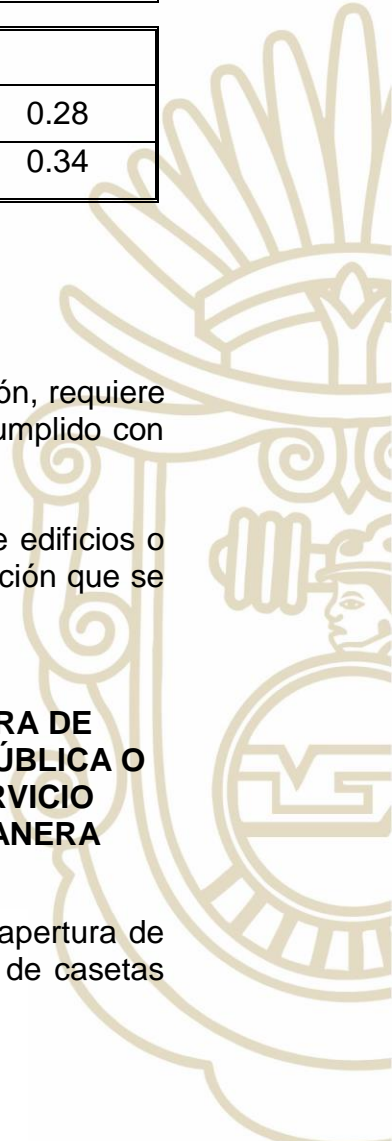 0.28
0.34
ón, requiere
umplido con
e edificios o
ción que se
RA DE
ÚBLICA O
RVICIO
ANERA
apertura de
de casetas